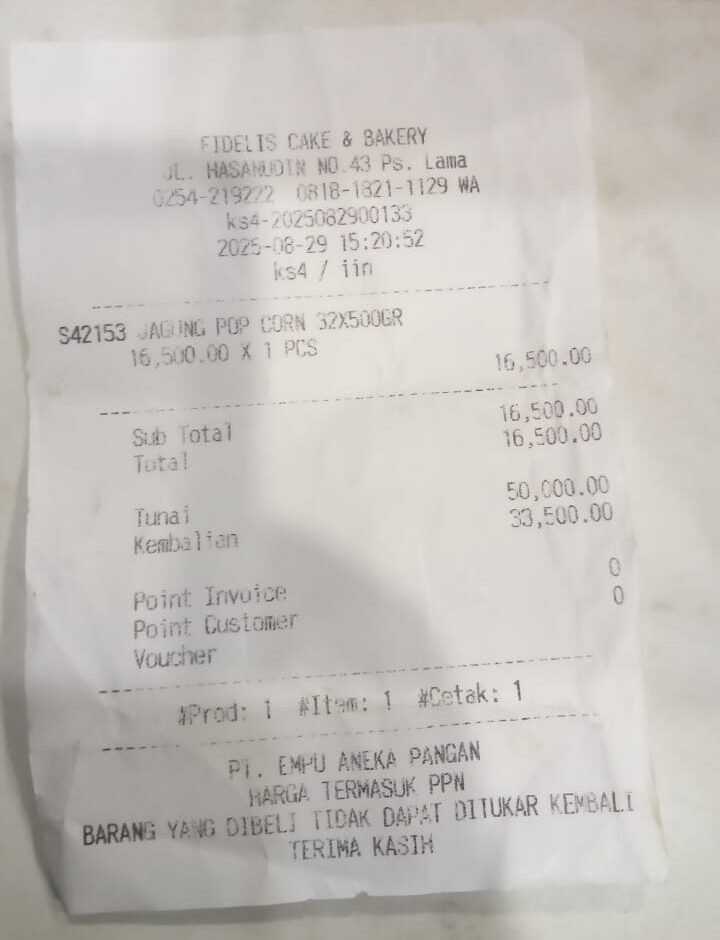 FIDELIS CAKE & BAKERY
JL. HASANUDIN NO.43 Ps. Lama
0254-219222 0818-1821-1129 WA
ks4-2025082900133
2025-08-29 15:20:52
ks4 / iin
S42153 JAGUNG POP CORN 32X500GR
16,500.00 X 1 PCS
16,500.00
Sub Total 16,500.00
Total 16,500.00
Tunai 50,000.00
Kembalian 33,500.00
Point Invoice 0
Point Customer 0
Voucher
#Prod: 1 #Item: 1 #Cetak: 1
PT. EMPU ANEKA PANGAN
HARGA TERMASUK PPN
BARANG YANG DIBELI TIDAK DAPAT DITUKAR KEMBALI
TERIMA KASIH